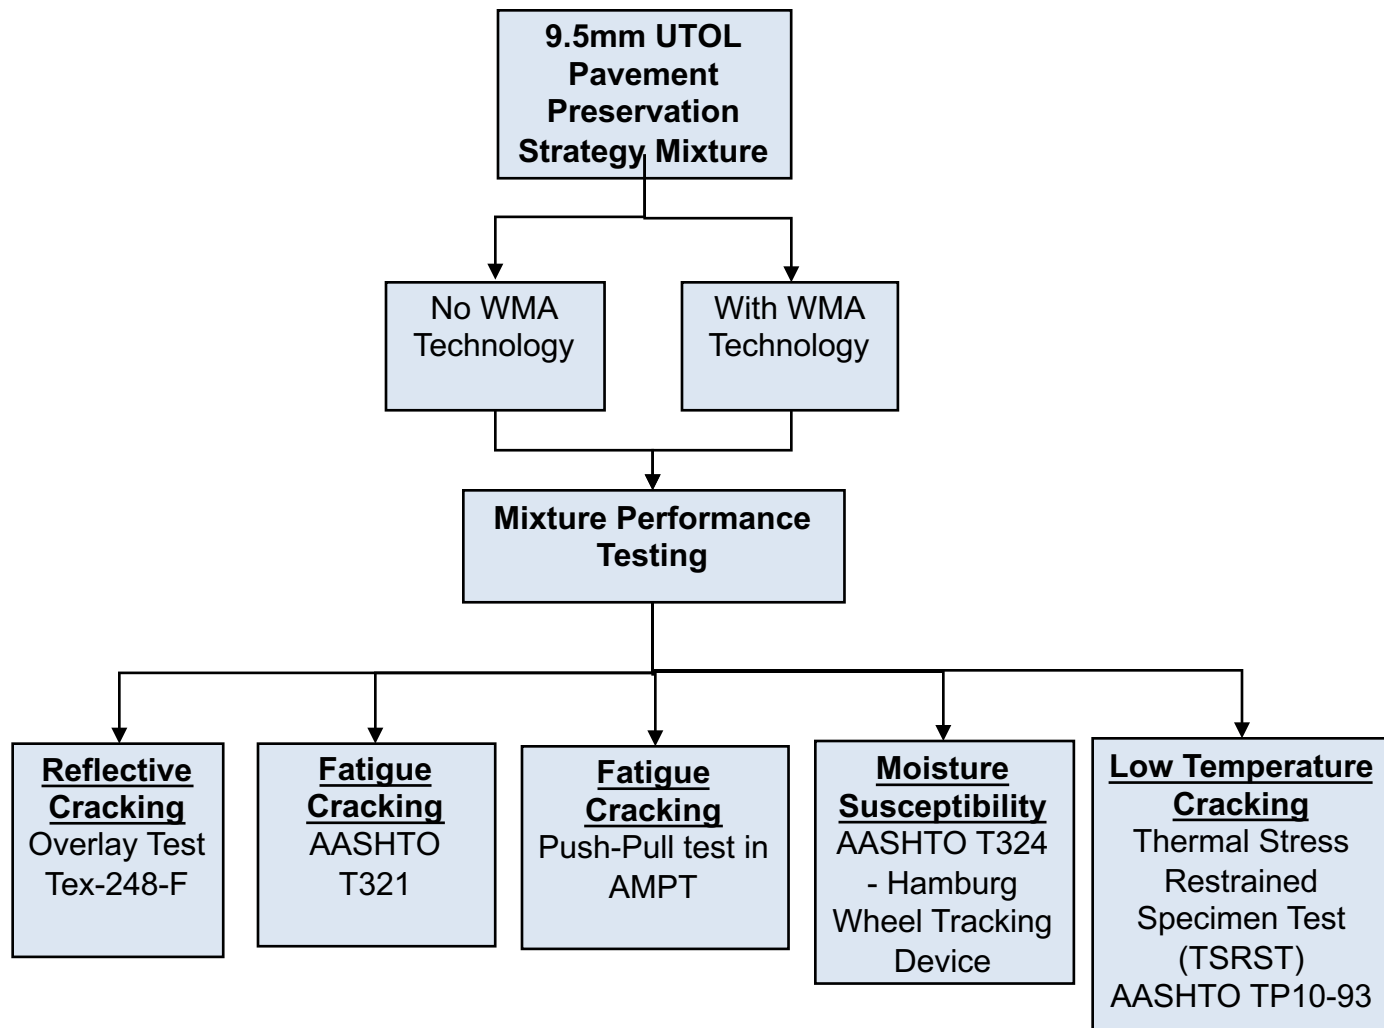 9.5mm UTOL
Pavement
Preservation
Strategy Mixture
No WMA
Technology
With WMA
Technology
Mixture Performance
Testing
Reflective
Cracking
Overlay Test
Tex-248-F
Fatigue
Cracking
AASHTO
T321
Fatigue
Cracking
Push-Pull test in
AMPT
Moisture
Susceptibility
AASHTO T324
- Hamburg
Wheel Tracking
Device
Low Temperature
Cracking
Thermal Stress
Restrained
Specimen Test
(TSRST)
AASHTO TP10-93